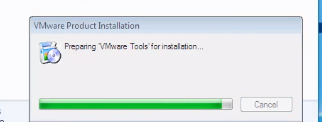 VMware Product Installation
Preparing 'VMware Tools' for installation...
Cancel